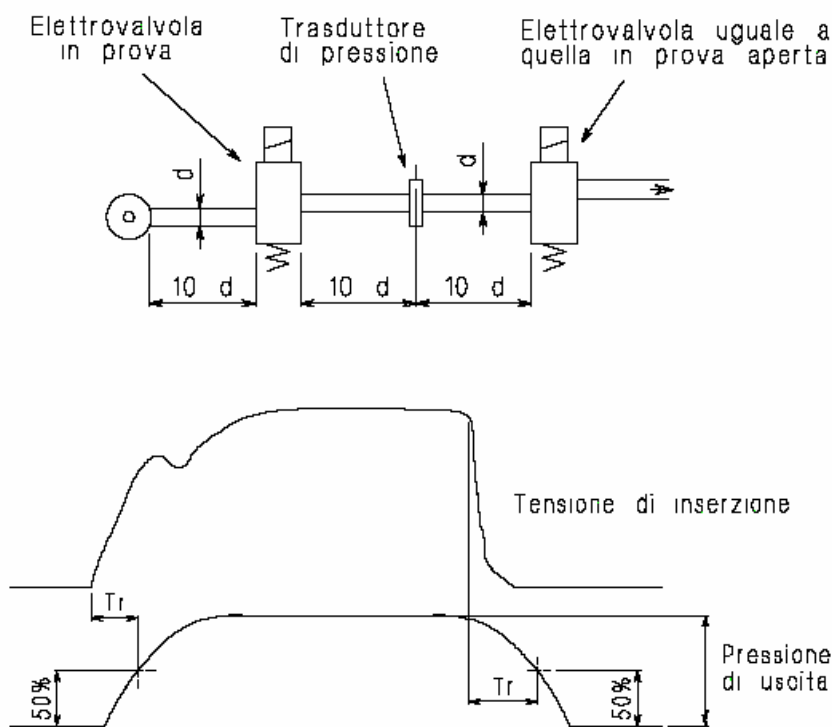 Elettrovalvola
in prova
Trasduttore
di pressione
Elettrovalvola uguale a
quella in prova aperta
d
d
10 d
10 d
10 d
Tensione di inserzione
Tr
Pressione
di uscita
50%
Tr
50%